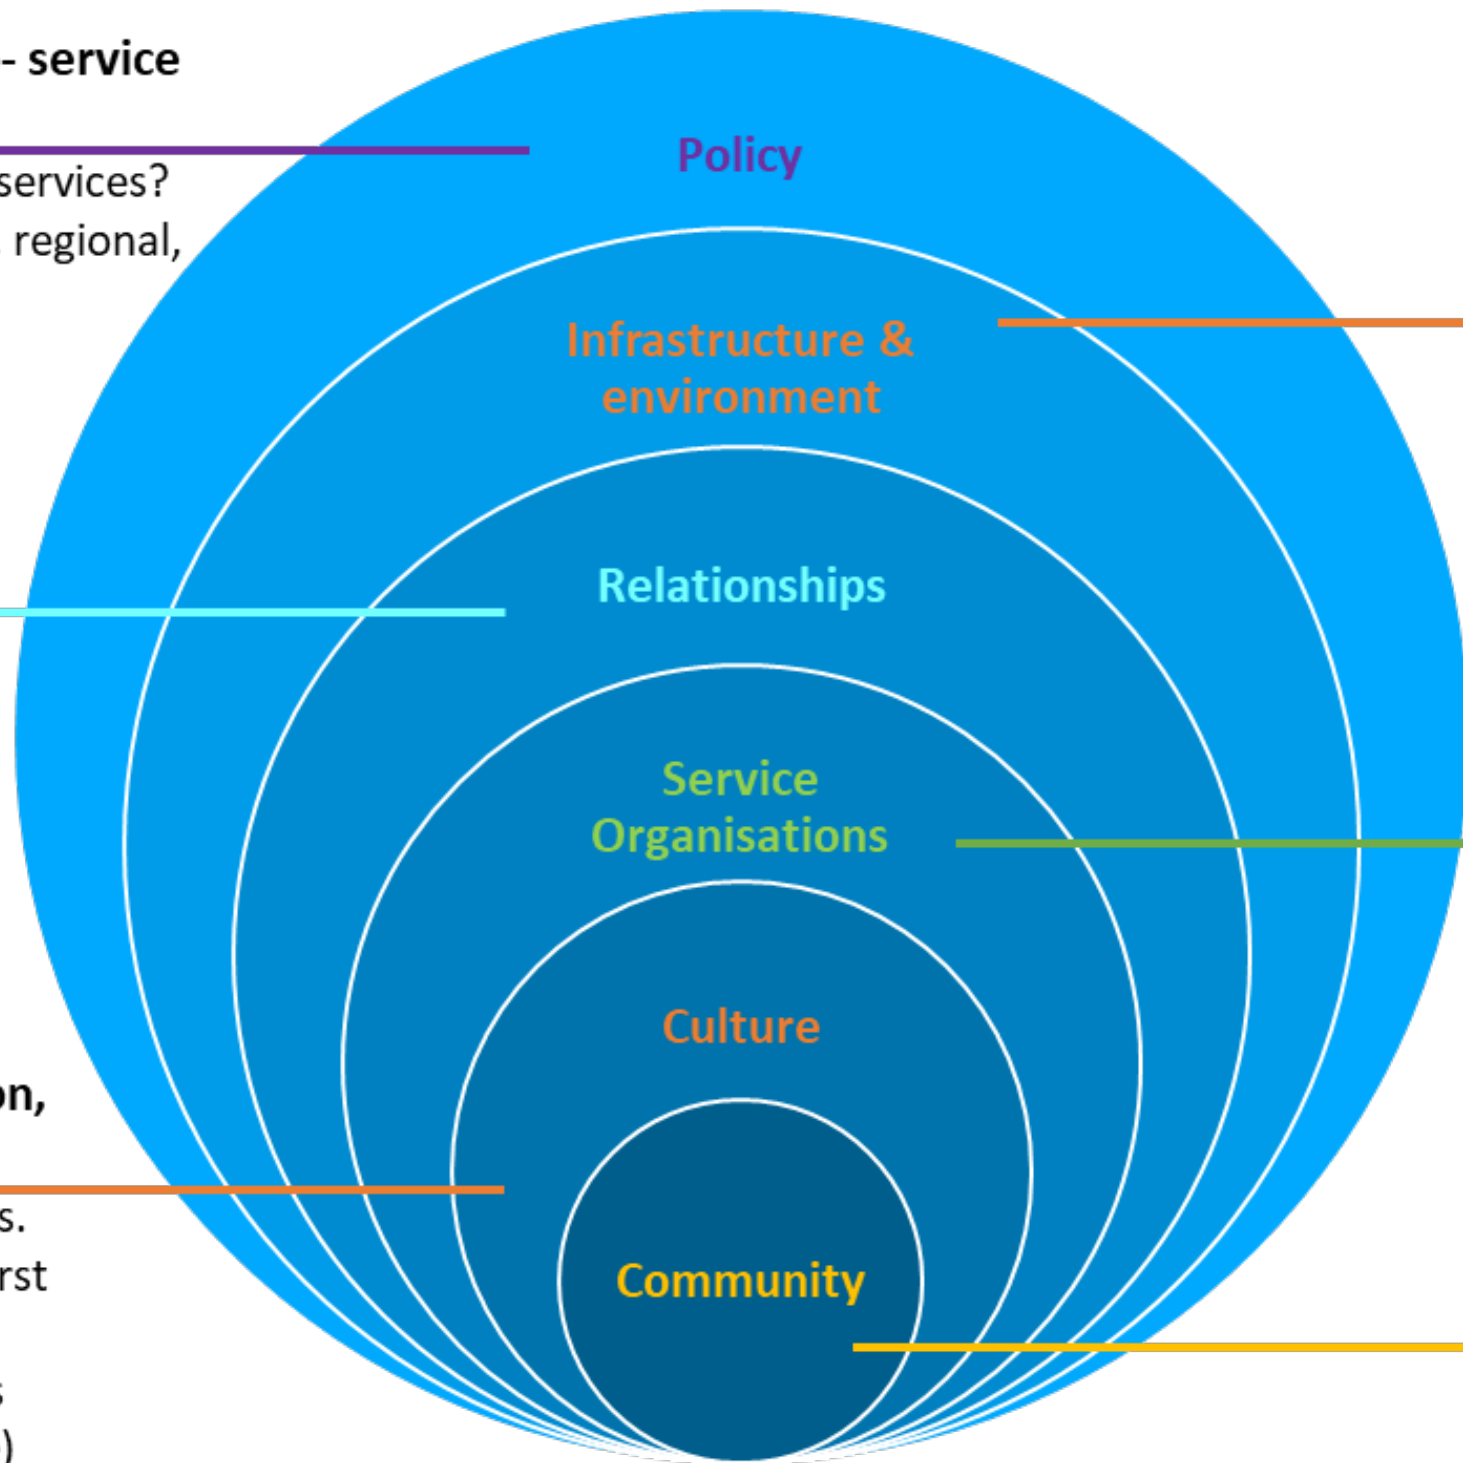 - service
services?
regional,
Policy
Infrastructure &
environment
Relationships
Service
Organisations
Culture
on,
s.
rst
Community
s
)